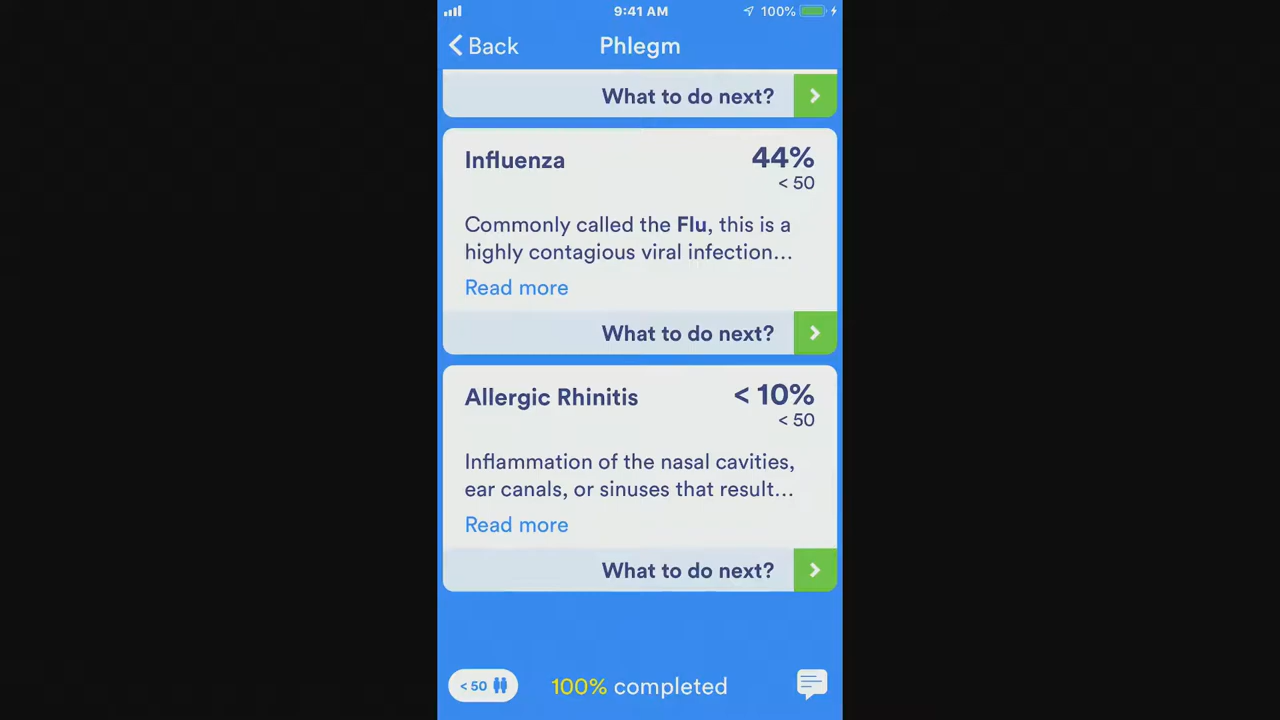 9:41 AM
100%
Back
Phlegm
What to do next?
Influenza
44%
< 50
Commonly called the Flu, this is a
highly contagious viral infection...
Read more
What to do next?
Allergic Rhinitis
< 10%
< 50
Inflammation of the nasal cavities,
ear canals, or sinuses that result...
Read more
What to do next?
< 50
100% completed